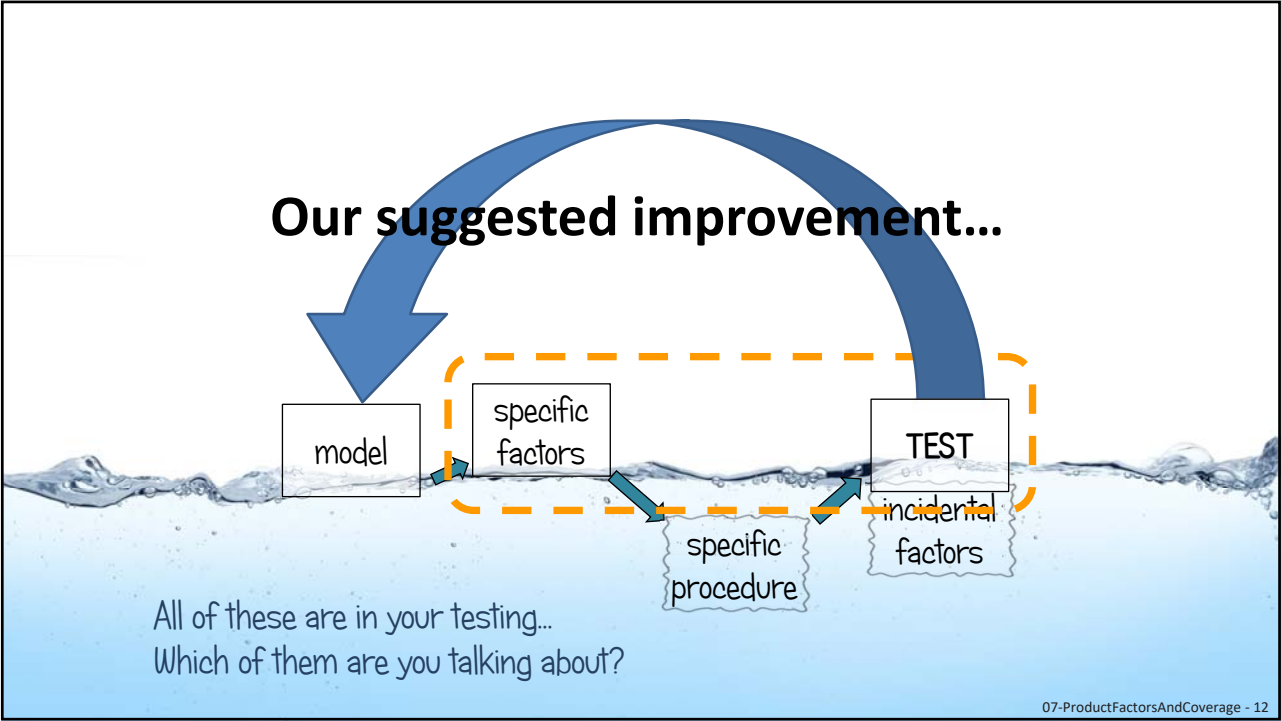 Our suggested improvement…
model
specific
factors
TEST
incidental
factors
specific
procedure
All of these are in your testing...
Which of them are you talking about?
07-ProductFactorsAndCoverage - 12